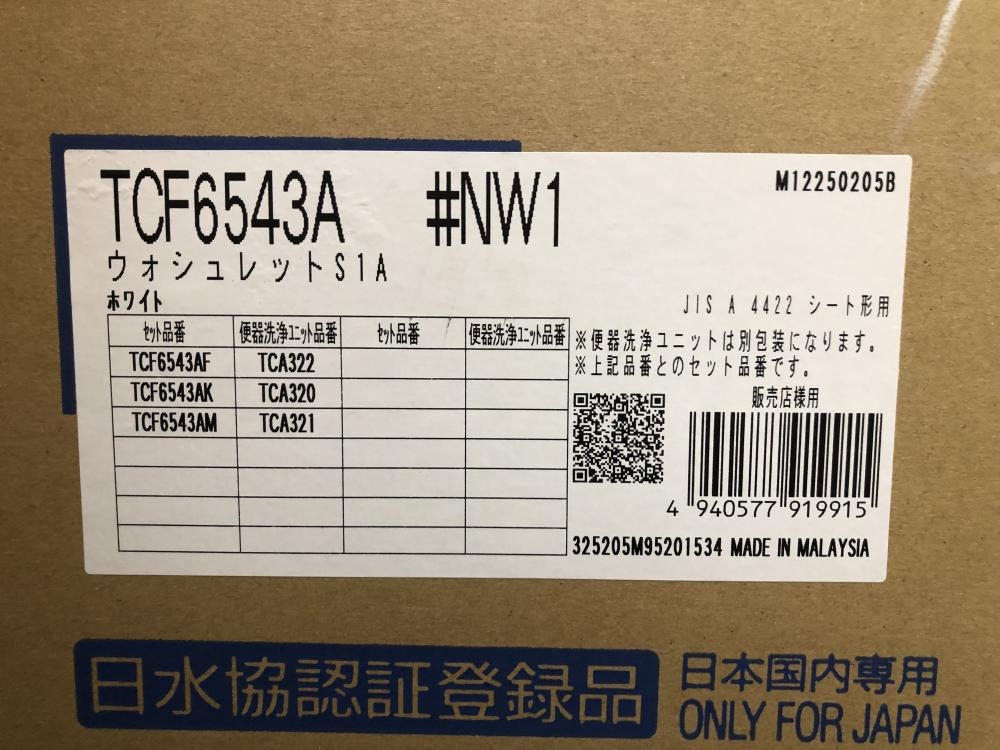 TCF6543A #NW1
M12250205B
ウォシュレットS1A
ホワイト
JIS A 4422 シート形用
セット品番 便器洗浄ユニット品番 セット品番 便器洗浄ユニット品番
TCF6543AF TCA322
TCF6543AK TCA320
TCF6543AM TCA321
※便器洗浄ユニットは別包装になります。
※上記品番とのセット品番です。
販売店様用
4 940577 919915
325205M95201534 MADE IN MALAYSIA
日水協認証登録品
日本国内専用
ONLY FOR JAPAN